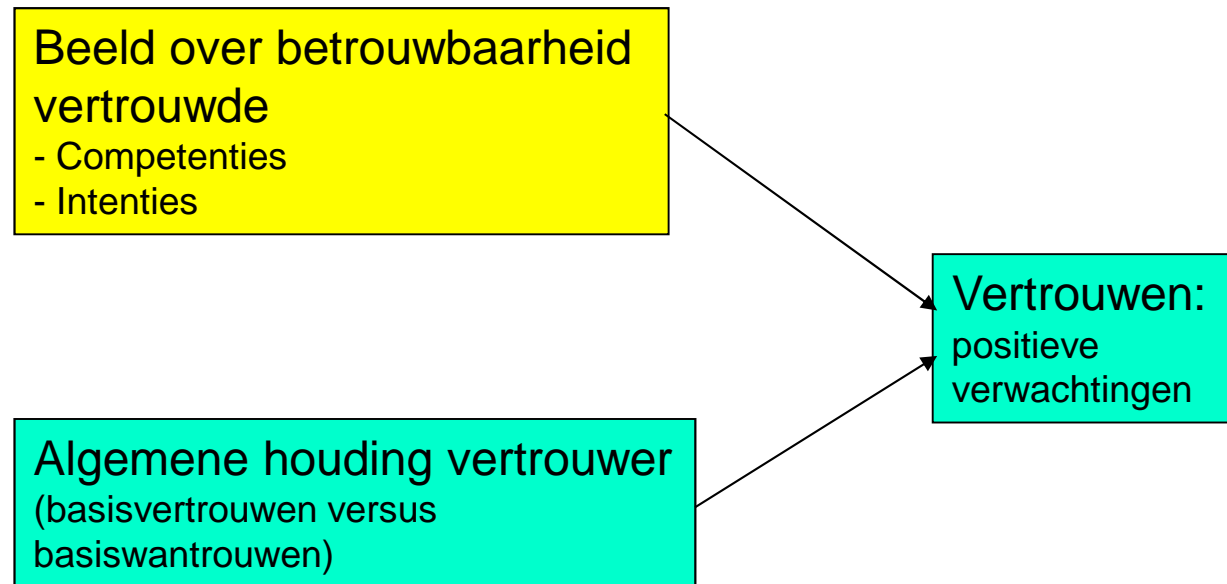 Beeld over betrouwbaarheid
vertrouwde
- Competenties
- Intenties
Vertrouwen:
positieve
verwachtingen
Algemene houding vertrouwer
(basisvertrouwen versus
basiswantrouwen)